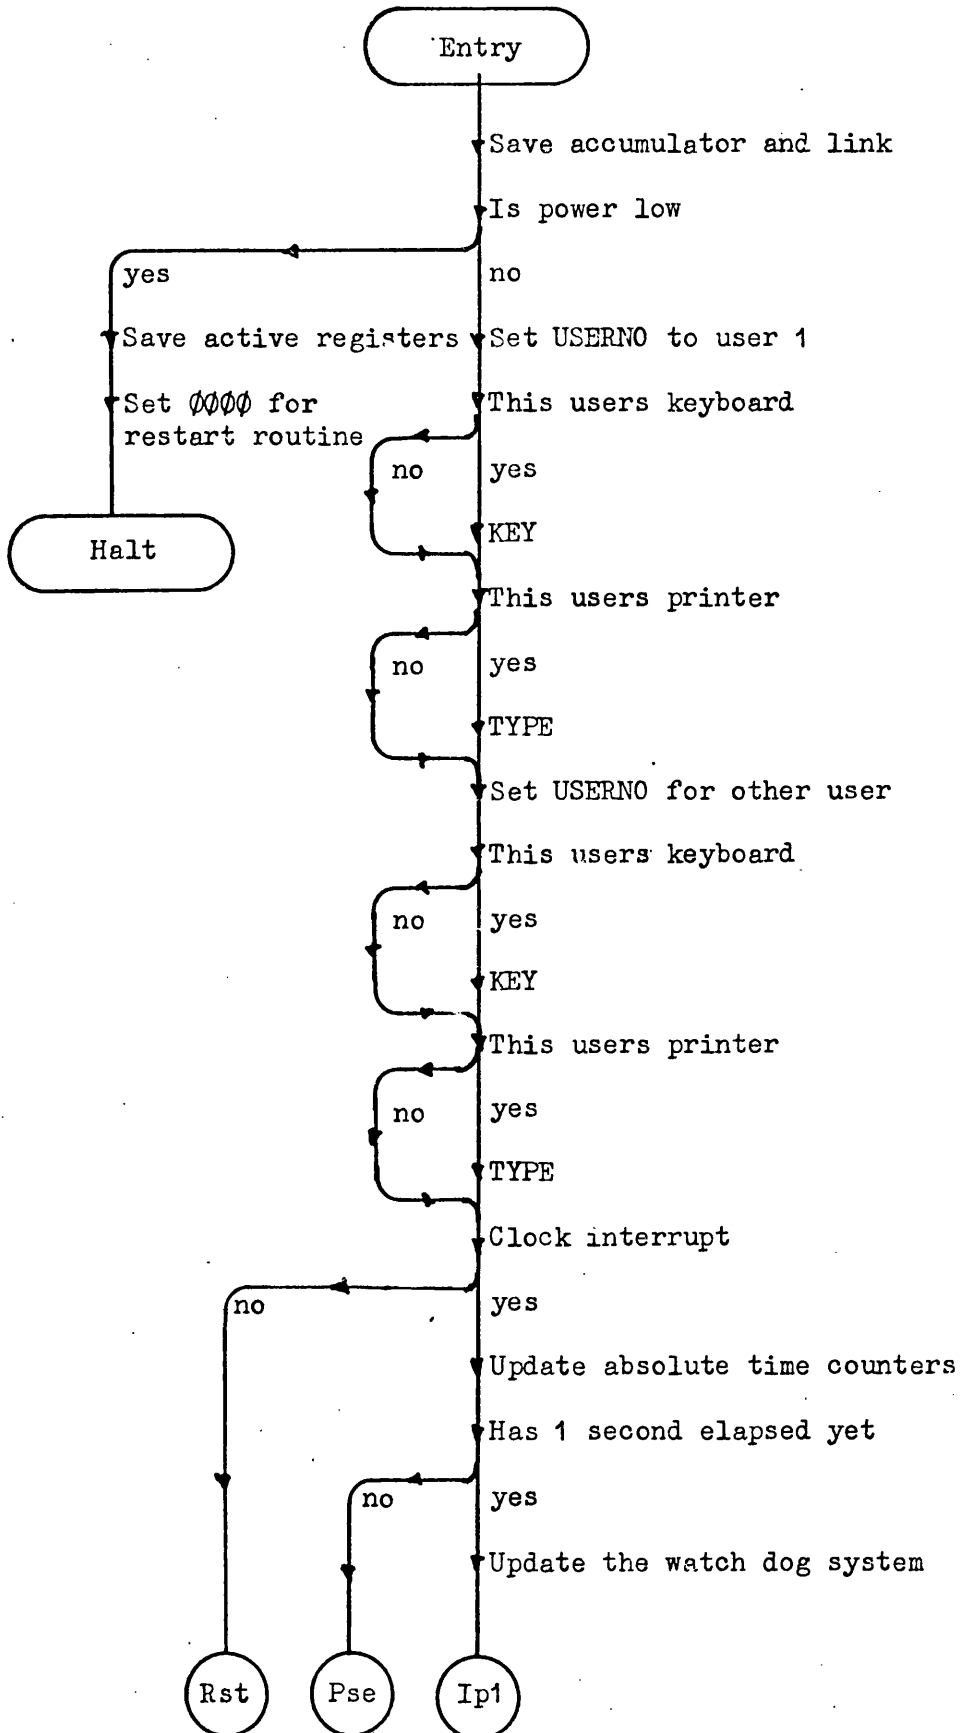 Entry
Save accumulator and link
Is power low
yes
no
Save active registers
Set USERNO to user 1
Set ØØØØ for
restart routine
This users keyboard
no
yes
KEY
Halt
This users printer
no
yes
TYPE
Set USERNO for other user
This users keyboard
no
yes
KEY
This users printer
no
yes
TYPE
Clock interrupt
no
yes
Update absolute time counters
Has 1 second elapsed yet
no
yes
Update the watch dog system
Rst
Pse
Ip1